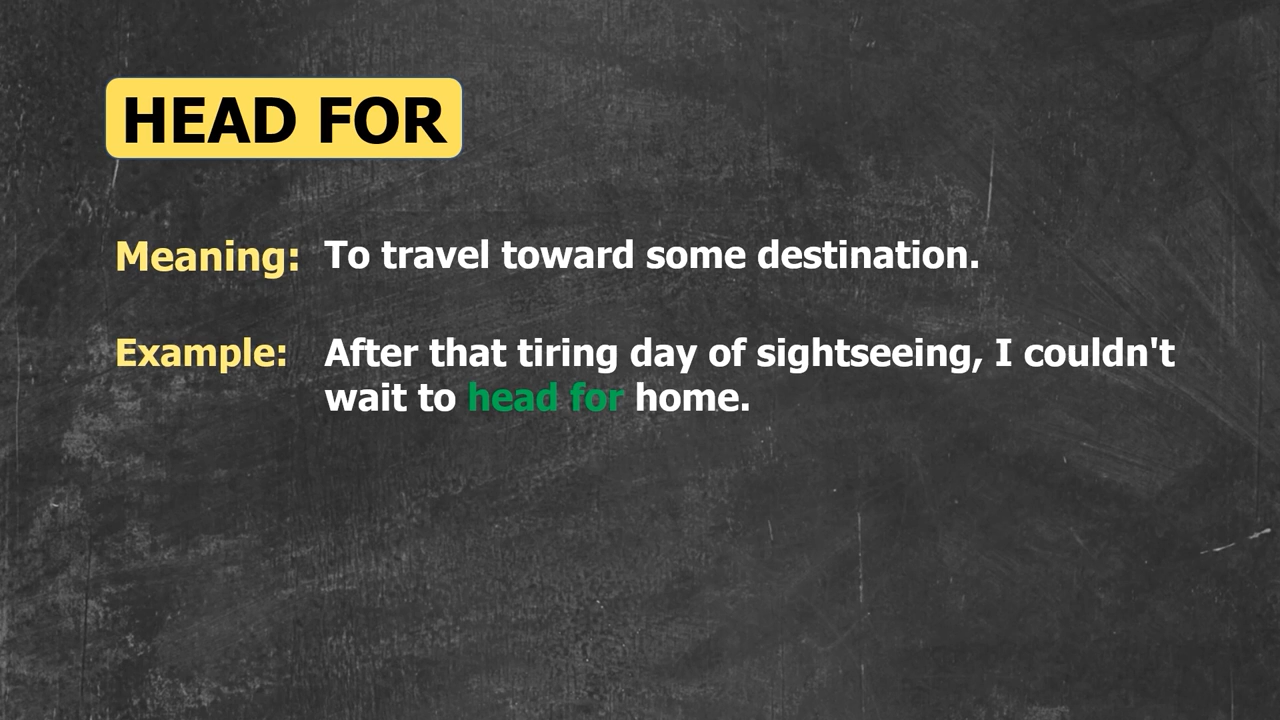 HEAD FOR
Meaning: To travel toward some destination.
Example: After that tiring day of sightseeing, I couldn't
wait to head for home.